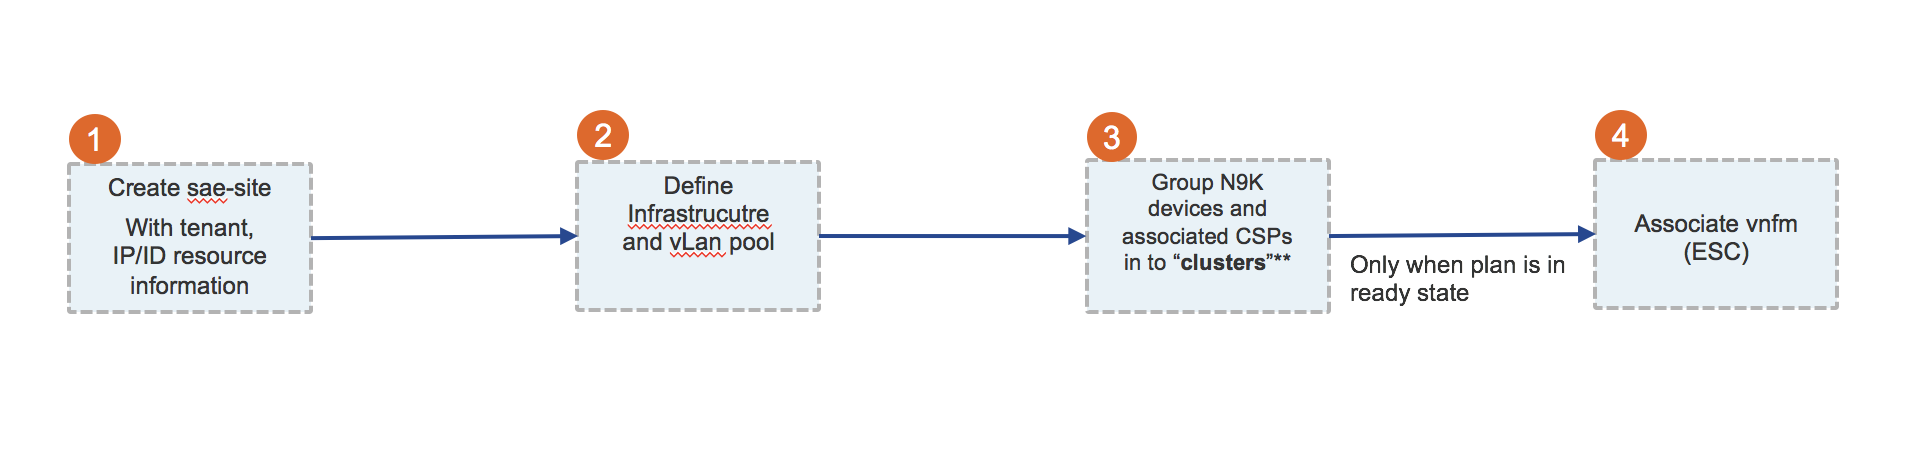 1
Create sae-site
With tenant,
IP/ID resource
information
2
Define
Infrastrucutre
and vLan pool
3
Group N9K
devices and
associated CSPs
in to “clusters”**
Only when plan is in
ready state
4
Associate vnfm
(ESC)